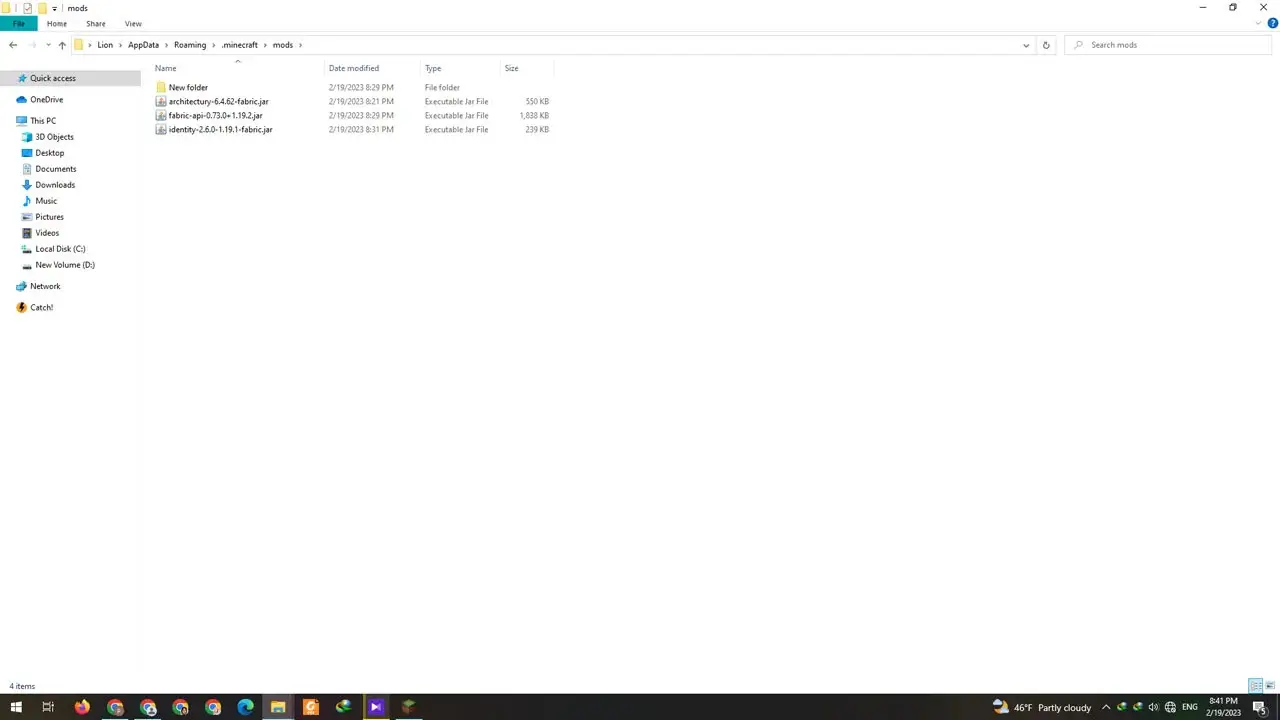 mods
File Home Share View
Lion AppData Roaming .minecraft mods Search mods
Name Date modified Type Size
Quick access
OneDrive
This PC
3D Objects
Desktop
Documents
Downloads
Music
Pictures
Videos
Local Disk (C:)
New Volume (D:)
Network
Catch!
New folder 2/19/2023 8:29 PM File folder
architectury-6.4.62-fabric.jar 2/19/2023 8:21 PM Executable Jar File 550 KB
fabric-api-0.73.0+1.19.2.jar 2/19/2023 8:29 PM Executable Jar File 1,838 KB
identity-2.6.0-1.19.1-fabric.jar 2/19/2023 8:31 PM Executable Jar File 239 KB
4 items
46°F Partly cloudy ENG 8:41 PM
2/19/2023